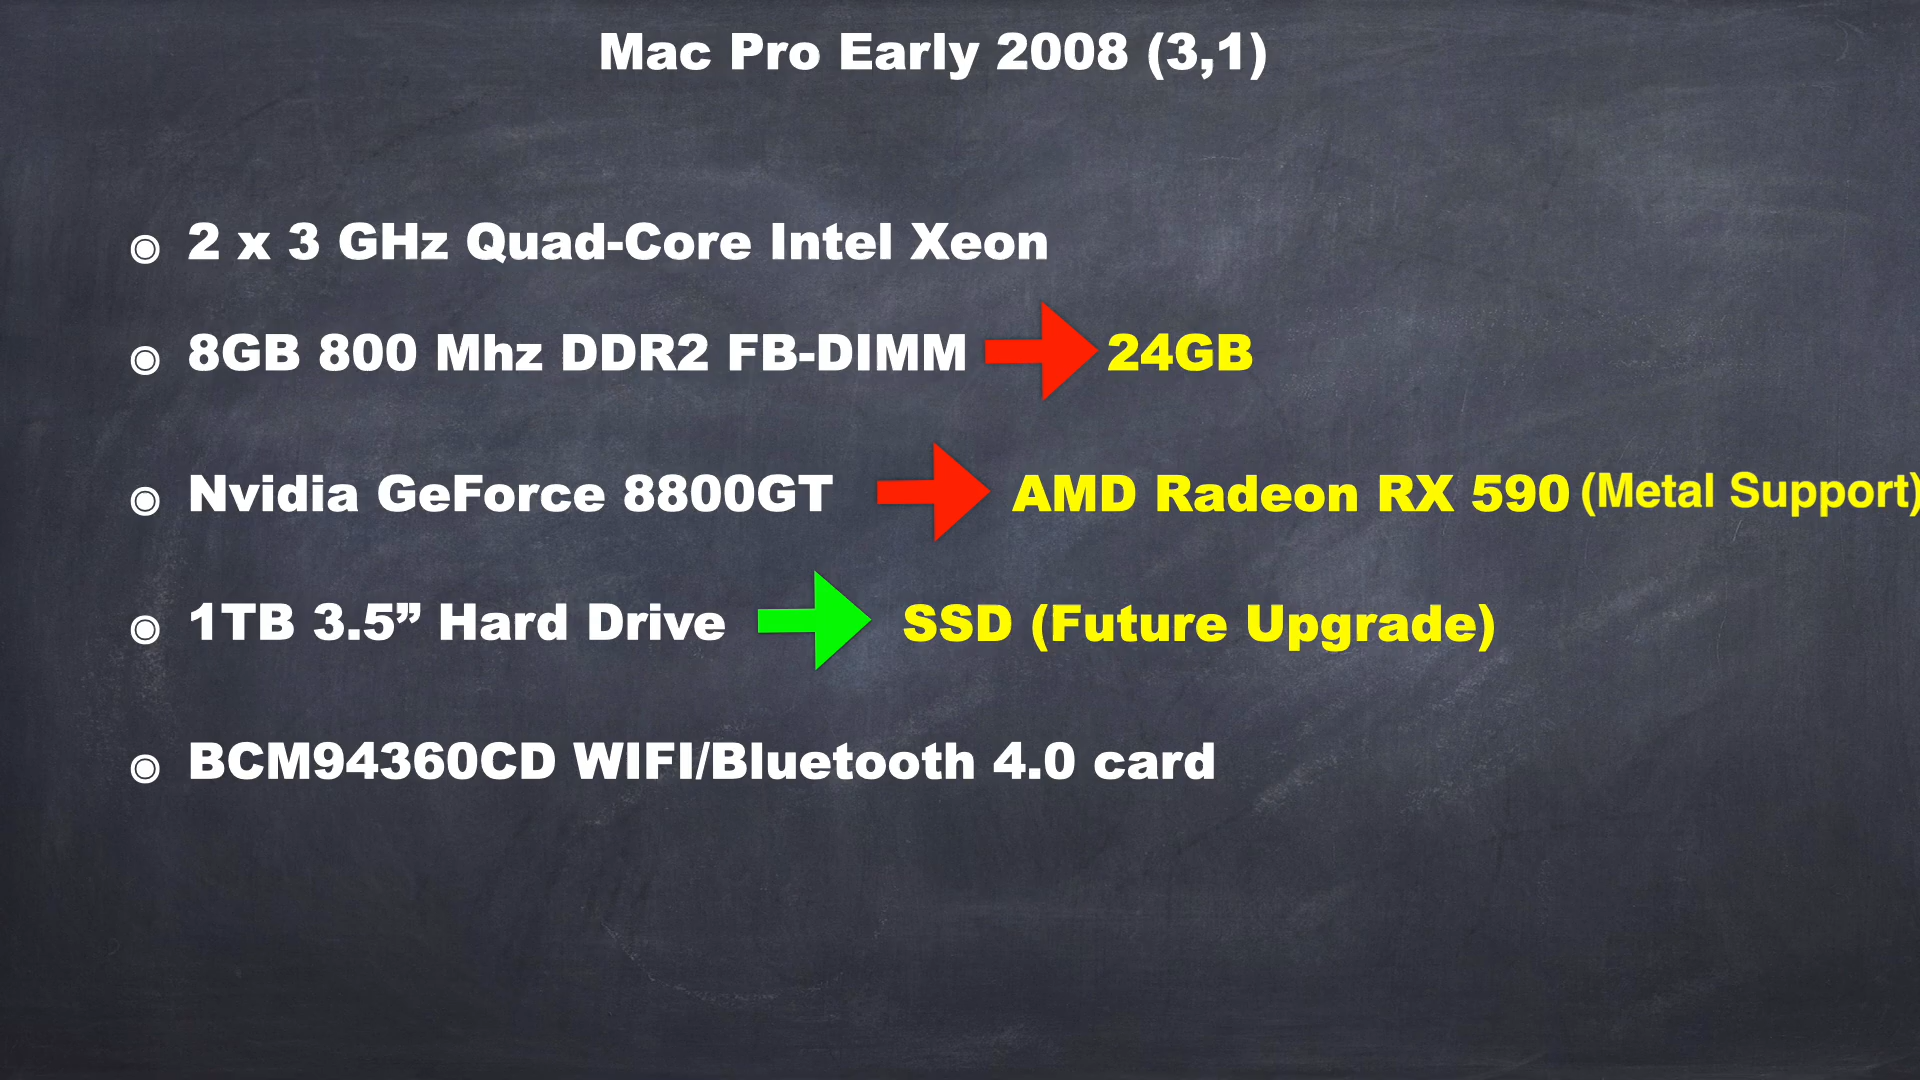 Mac Pro Early 2008 (3,1)
2 x 3 GHz Quad-Core Intel Xeon
8GB 800 Mhz DDR2 FB-DIMM 24GB
Nvidia GeForce 8800GT AMD Radeon RX 590 (Metal Support)
1TB 3.5” Hard Drive SSD (Future Upgrade)
BCM94360CD WIFI/Bluetooth 4.0 card